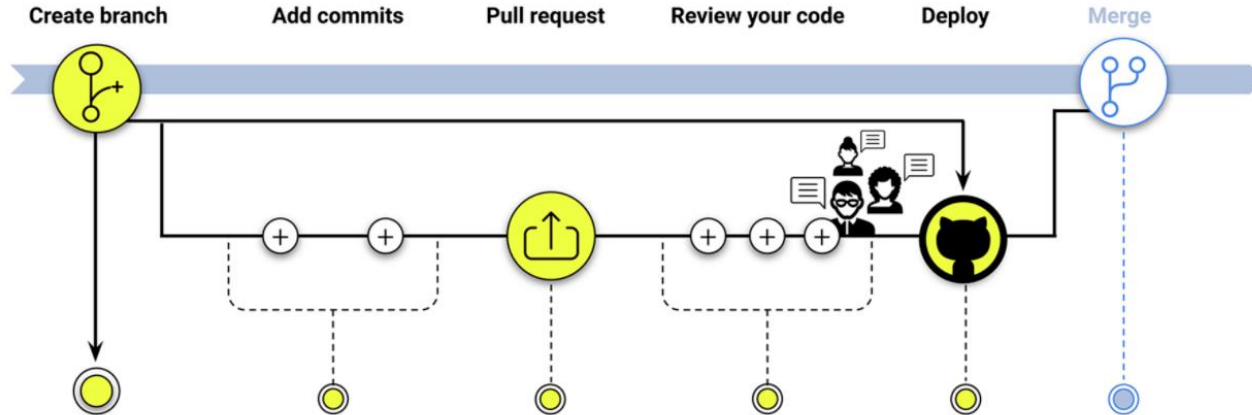 Create branch
Add commits
Pull request
Review your code
Deploy
Merge